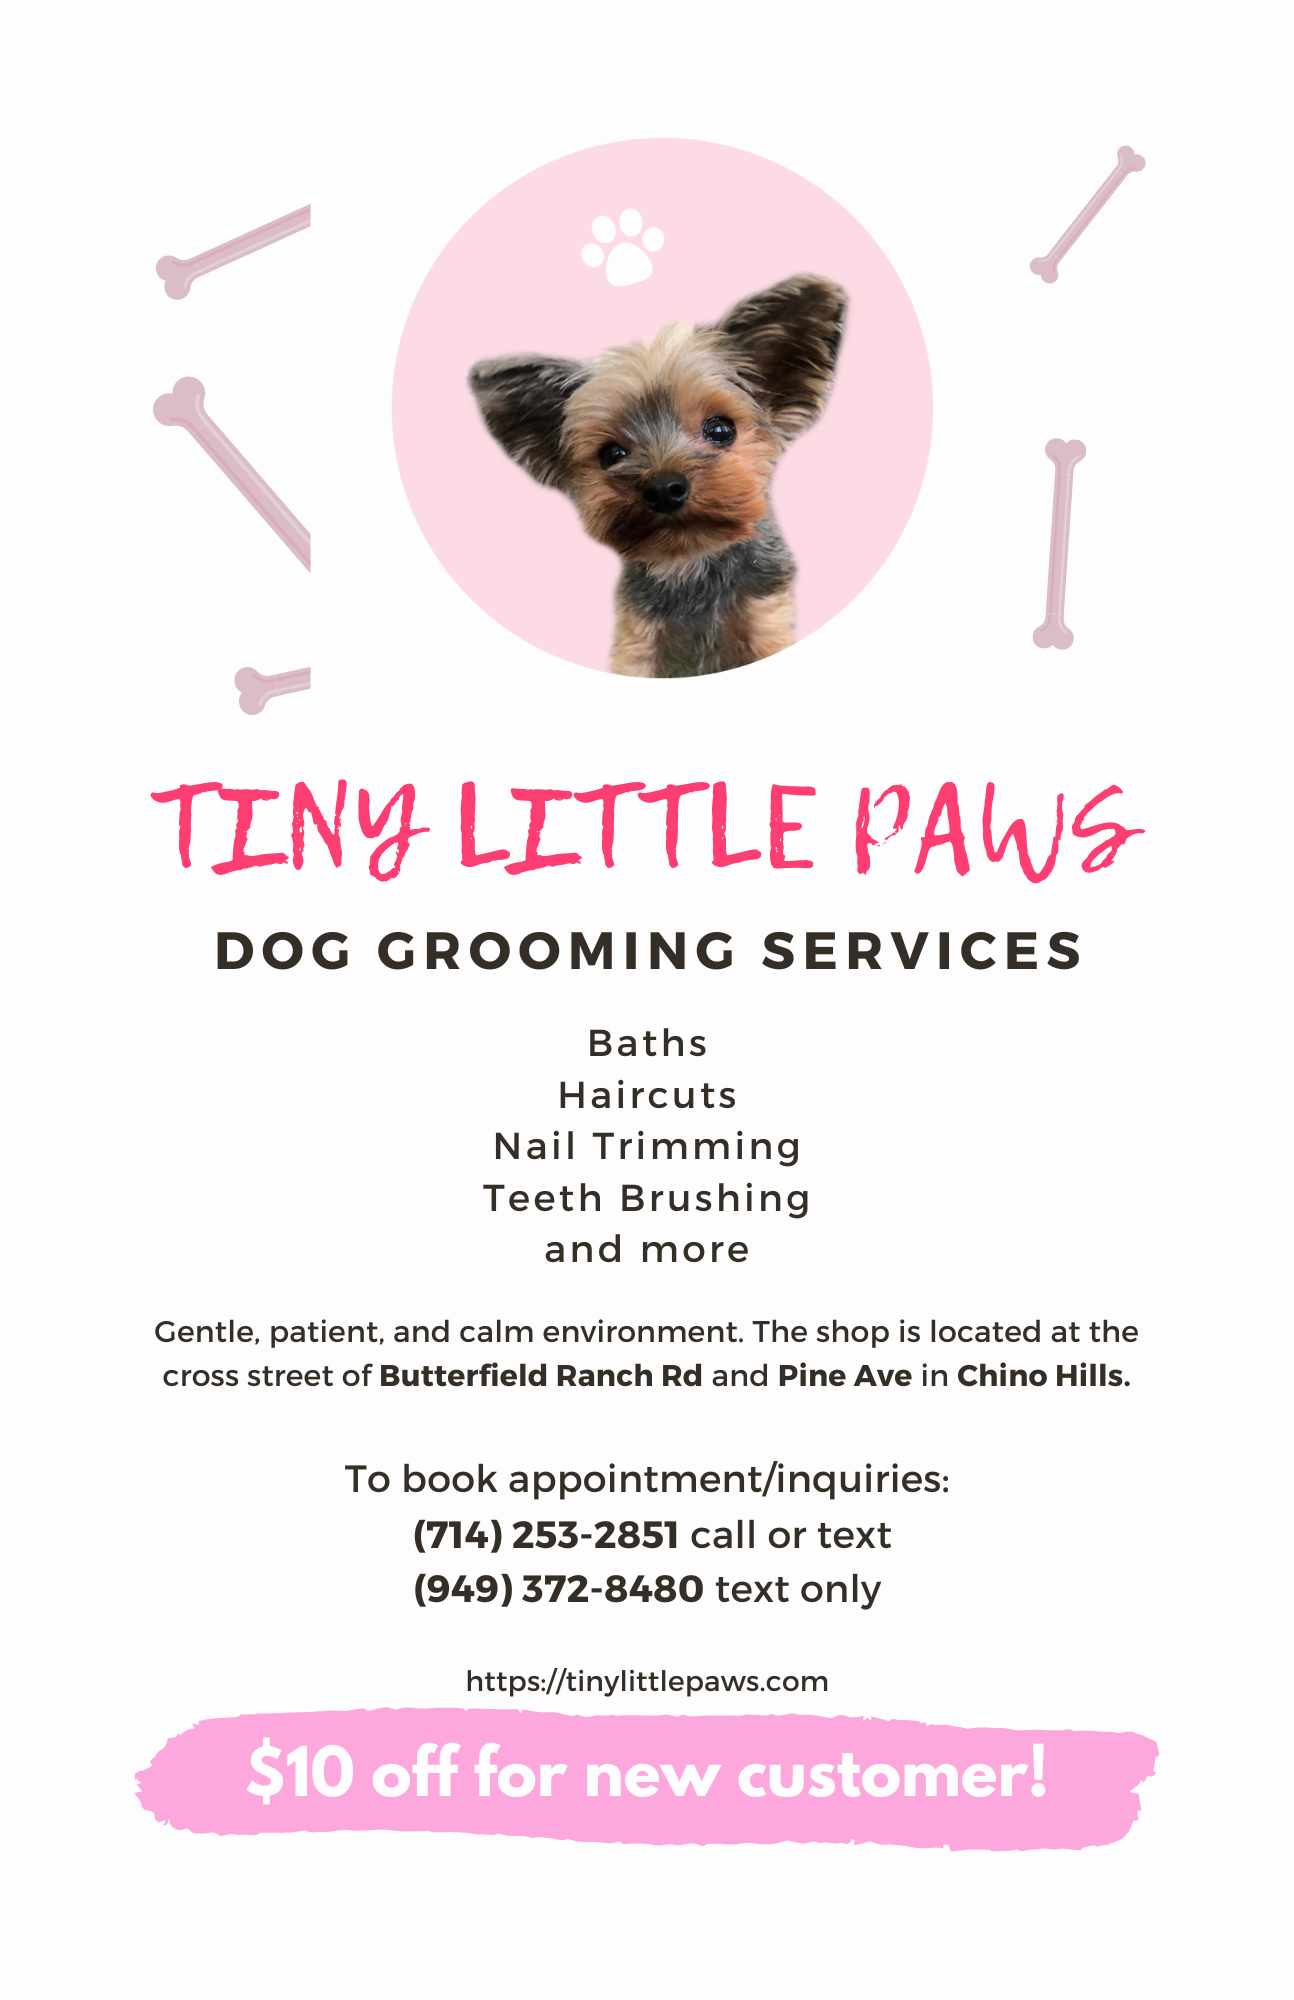 TINY LITTLE PAWS
DOG GROOMING SERVICES
Baths
Haircuts
Nail Trimming
Teeth Brushing
and more
Gentle, patient, and calm environment. The shop is located at the
cross street of Butterfield Ranch Rd and Pine Ave in Chino Hills.
To book appointment/inquiries:
(714) 253-2851 call or text
(949) 372-8480 text only
https://tinylittlepaws.com
$10 off for new customer!